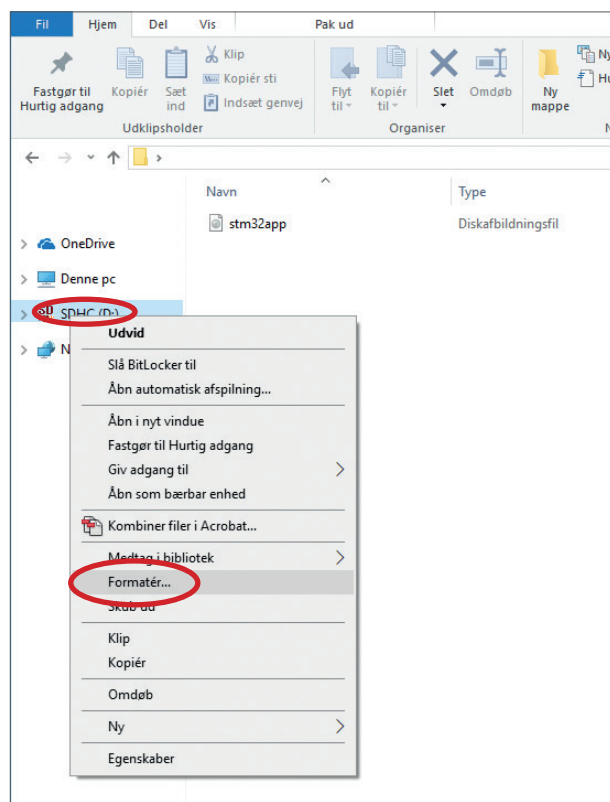 Fil Hjem Del Vis Pak ud
Fastgør til
Hurtig adgang
Kopiér
Sæt
ind
Klip
Kopiér sti
Indsæt genvej
Flyt
til
Kopiér
til
Slet
Omdøb
Ny
mappe
Ny
Hu
Udklipsholder
Organiser
N
Navn Type
stm32app Diskafbildningsfil
OneDrive
Denne pc
SDHC (D:)
N
Udvid
Slå BitLocker til
Åbn automatisk afspilning...
Åbn i nyt vindue
Fastgør til Hurtig adgang
Giv adgang til
Åbn som bærbar enhed
Kombiner filer i Acrobat...
Medtag i bibliotek
Formatér...
Skub ud
Klip
Kopiér
Omdøb
Ny
Egenskaber